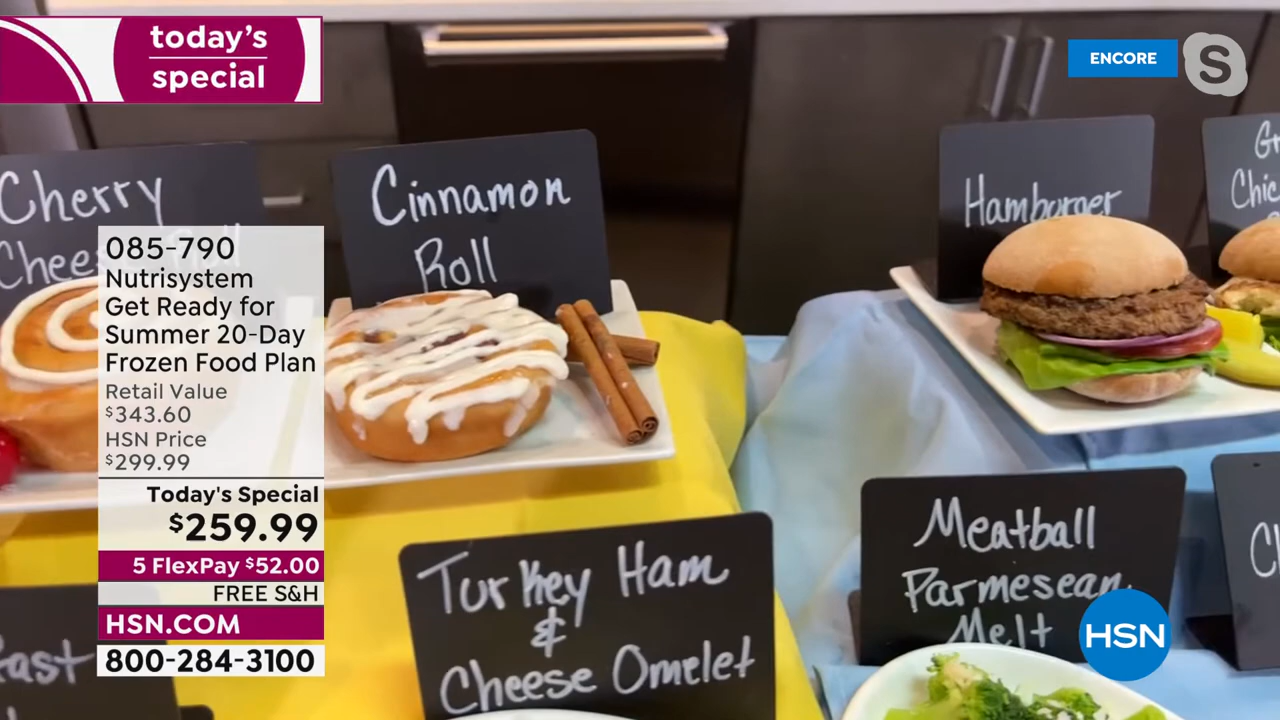 today's
special
ENCORE
S
Cherry
Cheese Roll
Cinnamon
Roll
Hamburger
085-790
Nutrisystem
Get Ready for
Summer 20-Day
Frozen Food Plan
Retail Value
$343.60
HSN Price
$299.99
Today's Special
$259.99
5 FlexPay $52.00
FREE S&H
HSN.COM
800-284-3100
Turkey Ham
&
Cheese Omelet
Meatball
Parmesean
Melt
HSN